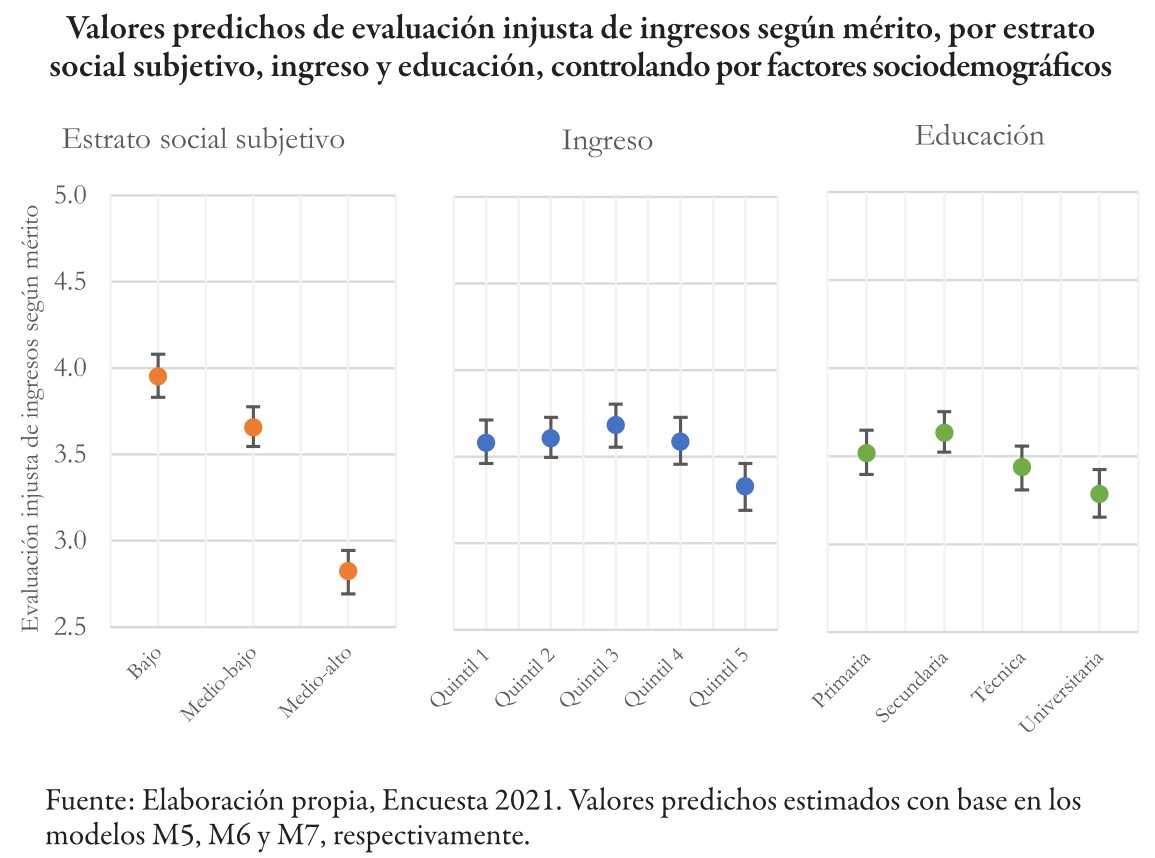 Valores predichos de evaluación injusta de ingresos según mérito, por estrato
social subjetivo, ingreso y educación, controlando por factores sociodemográficos
Estrato social subjetivo
Ingreso
Educación
Evaluación injusta de ingresos según mérito
5.0
4.5
4.0
3.5
3.0
2.5
Bajo
Medio-bajo
Medio-alto
Quintil 1
Quintil 2
Quintil 3
Quintil 4
Quintil 5
Primaria
Secundaria
Técnica
Universitaria
Fuente: Elaboración propia, Encuesta 2021. Valores predichos estimados con base en los
modelos M5, M6 y M7, respectivamente.